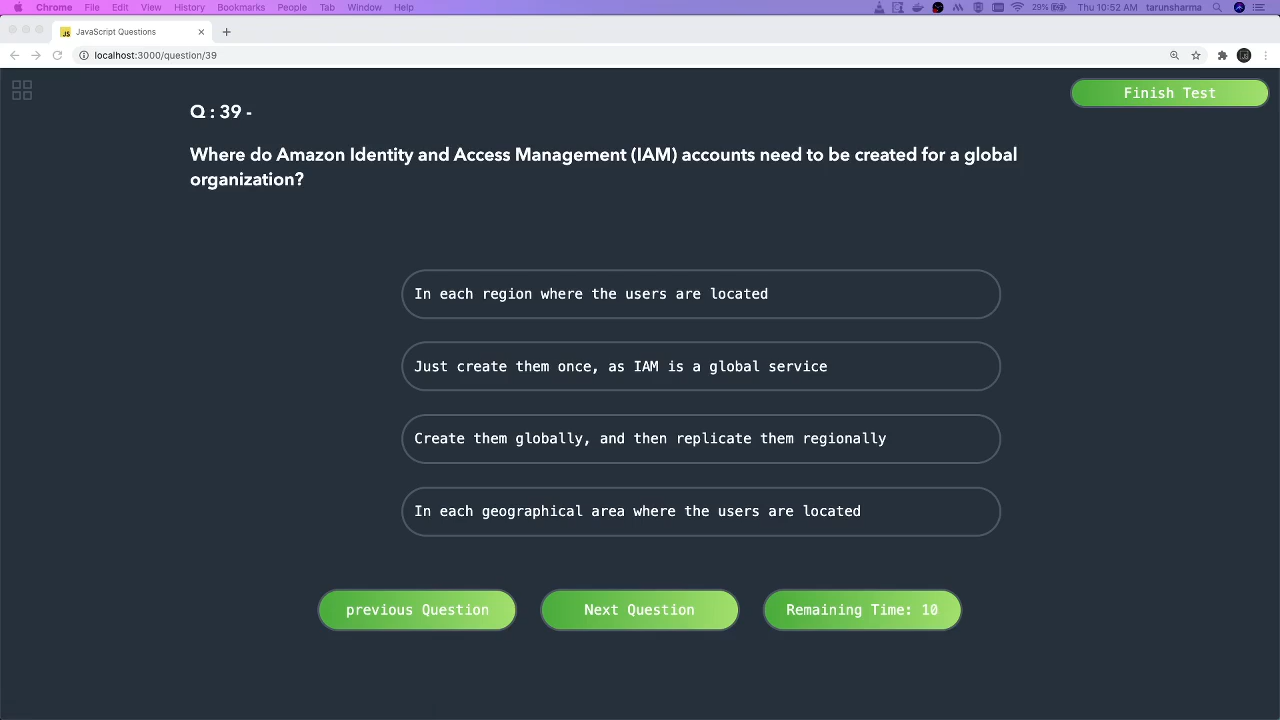 Chrome File Edit View History Bookmarks People Tab Window Help 29% Thu 10:52 AM tarunsharma
JS JavaScript Questions
localhost:3000/question/39
Finish Test
Q : 39 -
Where do Amazon Identity and Access Management (IAM) accounts need to be created for a global
organization?
In each region where the users are located
Just create them once, as IAM is a global service
Create them globally, and then replicate them regionally
In each geographical area where the users are located
previous Question Next Question Remaining Time: 10